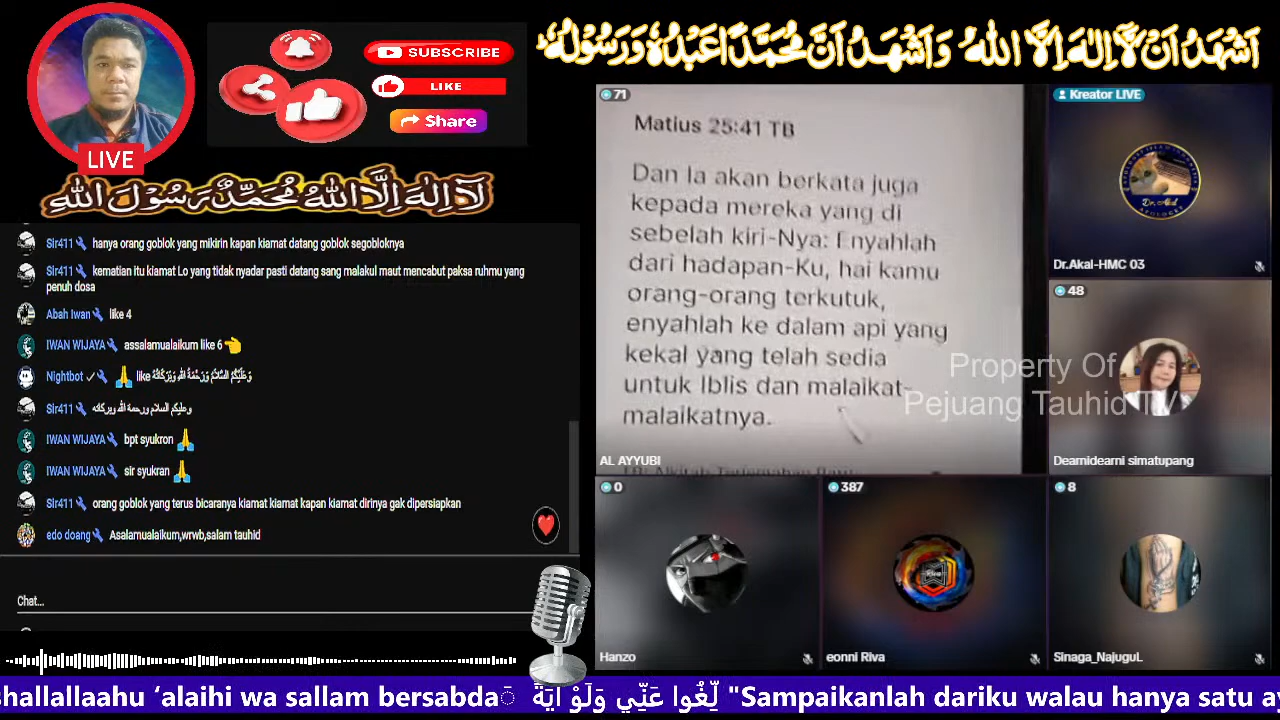 LIVE
SUBSCRIBE
LIKE
Share
اَشْهَدُ اَنْ لَّا اِلٰهَ اِلَّا اللهُ وَاَشْهَدُ اَنَّ مُحَمَّدًا عَبْدُهُ وَرَسُوْلُهُ
لَا اِلٰهَ اِلَّا اللهُ مُحَمَّدٌ رَسُوْلُ اللهِ
Sir411 hanya orang goblok yang mikirin kapan kiamat datang goblok segobloknya
Sir411 kematian itu kiamat Lo yang tidak nyadar pasti datang sang malakul maut mencabut paksa ruhmu yang
penuh dosa
Abah Iwan like 4
IWAN WIJAYA assalamualaikum like 6 👈
Nightbot ✓ 🙏 like وَعَلَيْكُمُ السَّلاَمُ وَرَحْمَةُ اللهِ وَبَرَكَاتُهُ
Sir411 وعليكم السلام ورحمة الله وبركاته
IWAN WIJAYA bpt syukron 🙏
IWAN WIJAYA sir syukran 🙏
Sir411 orang goblok yang terus bicaranya kiamat kiamat kapan kiamat dirinya gak dipersiapkan
edo doang Asalamualaikum,wrwb,salam tauhid
Chat...
71
Matius 25:41 TB
Dan Ia akan berkata juga
kepada mereka yang di
sebelah kiri-Nya: Enyahlah
dari hadapan-Ku, hai kamu
orang-orang terkutuk,
enyahlah ke dalam api yang
kekal yang telah sedia
untuk Iblis dan malaikat-
malaikatnya.
AL AYYUBI
Property Of
Pejuang Tauhid TV
Kreator LIVE
Dr. Akal
Dr.Akal-HMC 03
48
Dearnidearni simatupang
0
Hanzo
387
eonni Riva
8
Sinaga_NajuguL
shallallaahu ‘alaihi wa sallam bersabda لِّغُوا عَنِّي وَلَوْ آيَةً "Sampaikanlah dariku walau hanya satu ay